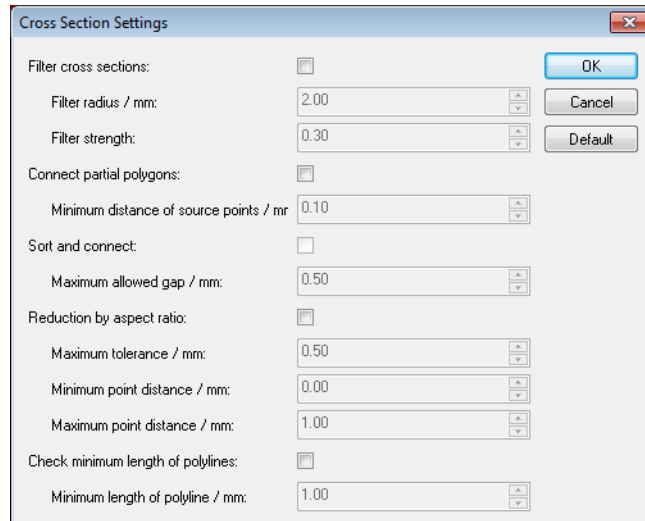 Cross Section Settings
Filter cross sections:
OK
Filter radius / mm: 2.00
Cancel
Filter strength: 0.30
Default
Connect partial polygons:
Minimum distance of source points / mr 0.10
Sort and connect:
Maximum allowed gap / mm: 0.50
Reduction by aspect ratio:
Maximum tolerance / mm: 0.50
Minimum point distance / mm: 0.00
Maximum point distance / mm: 1.00
Check minimum length of polylines:
Minimum length of polyline / mm: 1.00